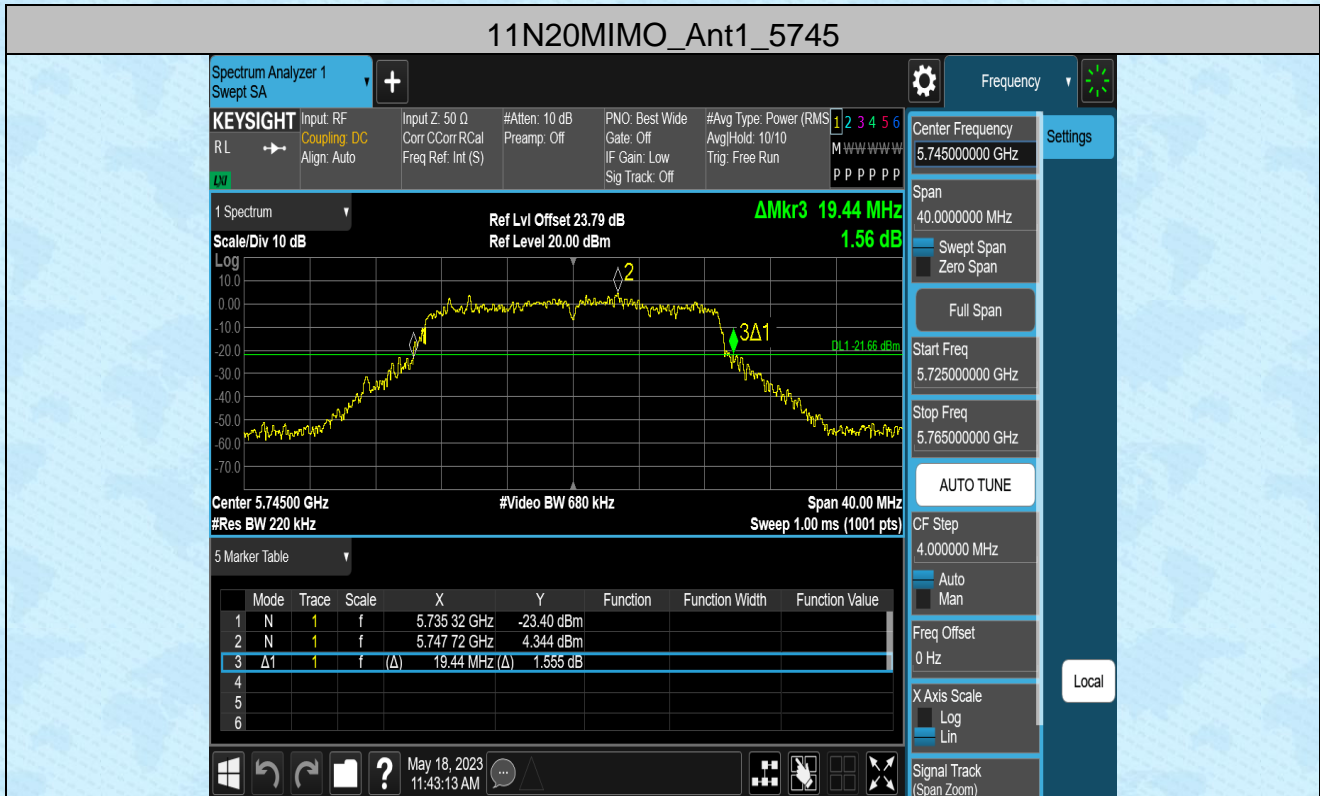 11N20MIMO_Ant1_5745
Spectrum Analyzer 1
Swept SA
+
Frequency
KEYSIGHT
RL
LXI
Input: RF
Coupling: DC
Align: Auto
Input Z: 50 Ω
Corr CCorr RCal
Freq Ref: Int (S)
#Atten: 10 dB
Preamp: Off
PNO: Best Wide
Gate: Off
IF Gain: Low
Sig Track: Off
#Avg Type: Power (RMS
Avg|Hold: 10/10
Trig: Free Run
1 2 3 4 5 6
M W W W W W
P P P P P P
1 Spectrum
Scale/Div 10 dB
Ref Lvl Offset 23.79 dB
Ref Level 20.00 dBm
ΔMkr3 19.44 MHz
1.56 dB
Log
10.0
0.00
-10.0
-20.0
-30.0
-40.0
-50.0
-60.0
-70.0
2
3Δ1
DL1 -21.66 dBm
Center 5.74500 GHz
#Res BW 220 kHz
#Video BW 680 kHz
Span 40.00 MHz
Sweep 1.00 ms (1001 pts)
5 Marker Table
Mode Trace Scale X Y Function Function Width Function Value
1 N 1 f 5.735 32 GHz -23.40 dBm
2 N 1 f 5.747 72 GHz 4.344 dBm
3 Δ1 1 f (Δ) 19.44 MHz (Δ) 1.555 dB
4
5
6
?
May 18, 2023
11:43:13 AM
Center Frequency
5.745000000 GHz
Settings
Span
40.0000000 MHz
Swept Span
Zero Span
Full Span
Start Freq
5.725000000 GHz
Stop Freq
5.765000000 GHz
AUTO TUNE
CF Step
4.000000 MHz
Auto
Man
Freq Offset
0 Hz
X Axis Scale
Log
Lin
Local
Signal Track
(Span Zoom)